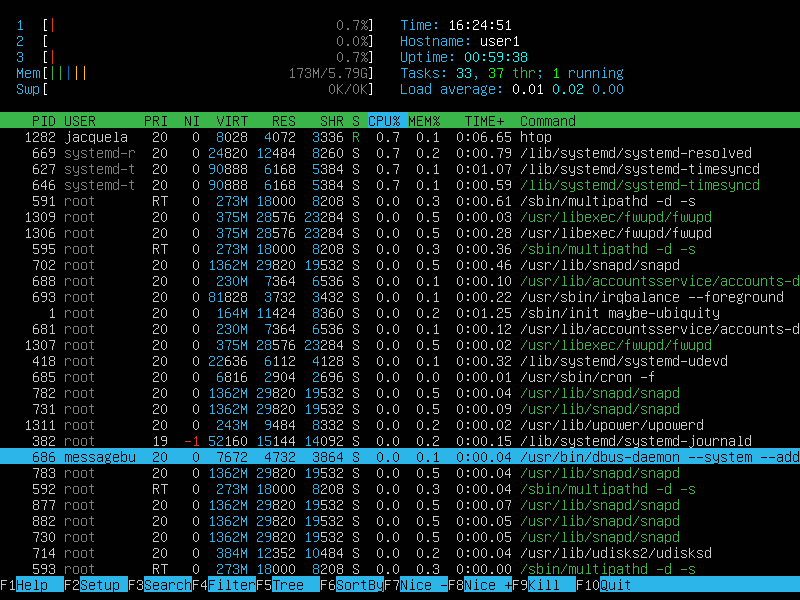 1 [| 0.7%] Time: 16:24:51
2 [ 0.0%] Hostname: user1
3 [| 0.7%] Uptime: 00:59:38
Mem[||||| 173M/5.79G] Tasks: 33, 37 thr; 1 running
Swp[ 0K/0K] Load average: 0.01 0.02 0.00
PID USER PRI NI VIRT RES SHR S CPU% MEM% TIME+ Command
1282 jacquela 20 0 8028 4072 3336 R 0.7 0.1 0:06.65 htop
669 systemd-r 20 0 24820 12484 8260 S 0.7 0.2 0:00.79 /lib/systemd/systemd-resolved
627 systemd-t 20 0 90888 6168 5384 S 0.7 0.1 0:01.07 /lib/systemd/systemd-timesyncd
646 systemd-t 20 0 90888 6168 5384 S 0.7 0.1 0:00.59 /lib/systemd/systemd-timesyncd
591 root RT 0 273M 18000 8208 S 0.0 0.3 0:00.61 /sbin/multipathd -d -s
1309 root 20 0 375M 28576 23284 S 0.0 0.5 0:00.03 /usr/libexec/fwupd/fwupd
1306 root 20 0 375M 28576 23284 S 0.0 0.5 0:00.28 /usr/libexec/fwupd/fwupd
595 root RT 0 273M 18000 8208 S 0.0 0.3 0:00.36 /sbin/multipathd -d -s
702 root 20 0 1362M 29820 19532 S 0.0 0.5 0:00.46 /usr/lib/snapd/snapd
688 root 20 0 230M 7364 6536 S 0.0 0.1 0:00.10 /usr/lib/accountsservice/accounts-d
693 root 20 0 81828 3732 3432 S 0.0 0.1 0:00.22 /usr/sbin/irqbalance --foreground
1 root 20 0 164M 11424 8360 S 0.0 0.2 0:01.25 /sbin/init maybe-ubiquity
681 root 20 0 230M 7364 6536 S 0.0 0.1 0:00.12 /usr/lib/accountsservice/accounts-d
1307 root 20 0 375M 28576 23284 S 0.0 0.5 0:00.02 /usr/libexec/fwupd/fwupd
418 root 20 0 22636 6112 4128 S 0.0 0.1 0:00.32 /lib/systemd/systemd-udevd
685 root 20 0 6816 2904 2696 S 0.0 0.0 0:00.01 /usr/sbin/cron -f
782 root 20 0 1362M 29820 19532 S 0.0 0.5 0:00.04 /usr/lib/snapd/snapd
731 root 20 0 1362M 29820 19532 S 0.0 0.5 0:00.09 /usr/lib/snapd/snapd
1311 root 20 0 243M 9484 8332 S 0.0 0.2 0:00.04 /usr/lib/upower/upowerd
382 root 19 -1 52160 15144 14092 S 0.0 0.2 0:00.15 /lib/systemd/systemd-journald
686 messagebu 20 0 7672 4732 3864 S 0.0 0.1 0:00.04 /usr/bin/dbus-daemon --system --add
783 root 20 0 1362M 29820 19532 S 0.0 0.5 0:00.04 /usr/lib/snapd/snapd
592 root RT 0 273M 18000 8208 S 0.0 0.3 0:00.04 /sbin/multipathd -d -s
877 root 20 0 1362M 29820 19532 S 0.0 0.5 0:00.07 /usr/lib/snapd/snapd
882 root 20 0 1362M 29820 19532 S 0.0 0.5 0:00.05 /usr/lib/snapd/snapd
730 root 20 0 1362M 29820 19532 S 0.0 0.5 0:00.04 /usr/lib/snapd/snapd
714 root 20 0 384M 12352 10484 S 0.0 0.2 0:00.04 /usr/lib/udisks2/udisksd
593 root RT 0 273M 18000 8208 S 0.0 0.3 0:00.00 /sbin/multipathd -d -s
F1Help F2Setup F3SearchF4FilterF5Tree F6SortByF7Nice -F8Nice +F9Kill F10Quit